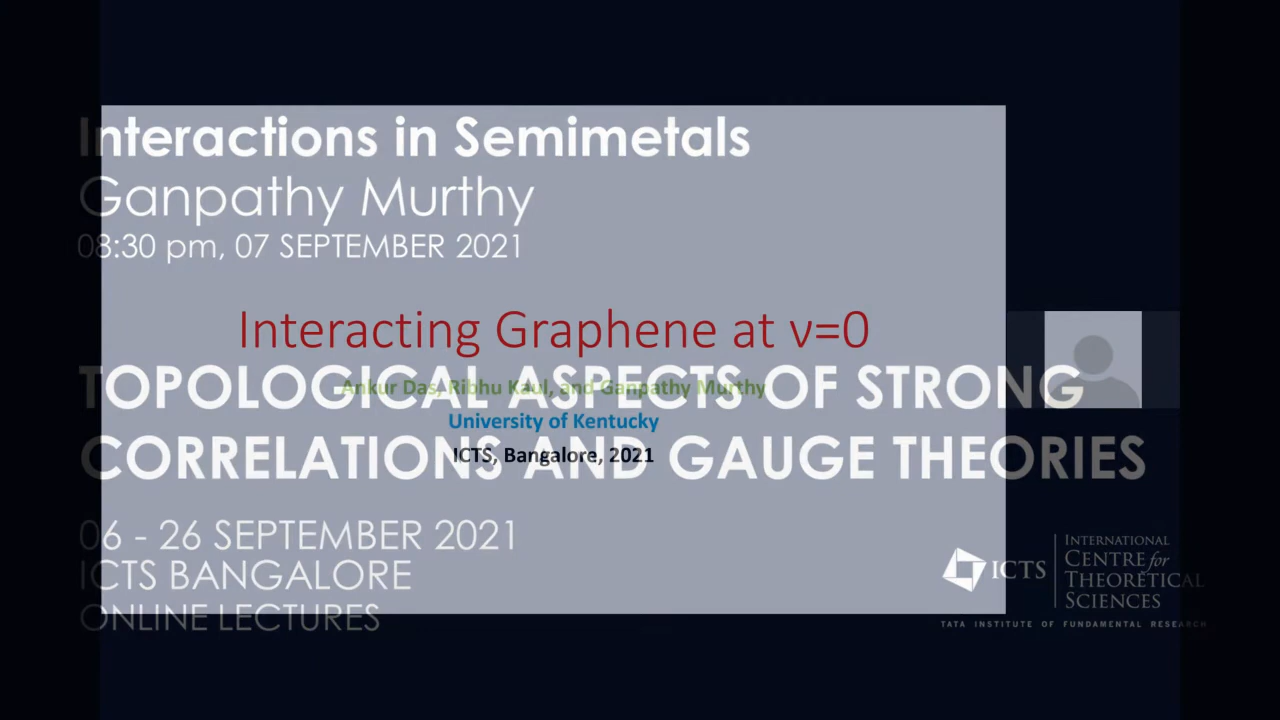 Interactions in Semimetals
Ganpathy Murthy
08:30 pm, 07 SEPTEMBER 2021
Interacting Graphene at ν=0
TOPOLOGICAL ASPECTS OF STRONG
Ankur Das, Ribhu Kaul, and Ganpathy Murthy
University of Kentucky
CORRELATIONS AND GAUGE THEORIES
ICTS, Bangalore, 2021
06 - 26 SEPTEMBER 2021
ICTS BANGALORE
ONLINE LECTURES
ICTS
INTERNATIONAL
CENTRE for
THEORETICAL
SCIENCES
TATA INSTITUTE OF FUNDAMENTAL RESEARCH